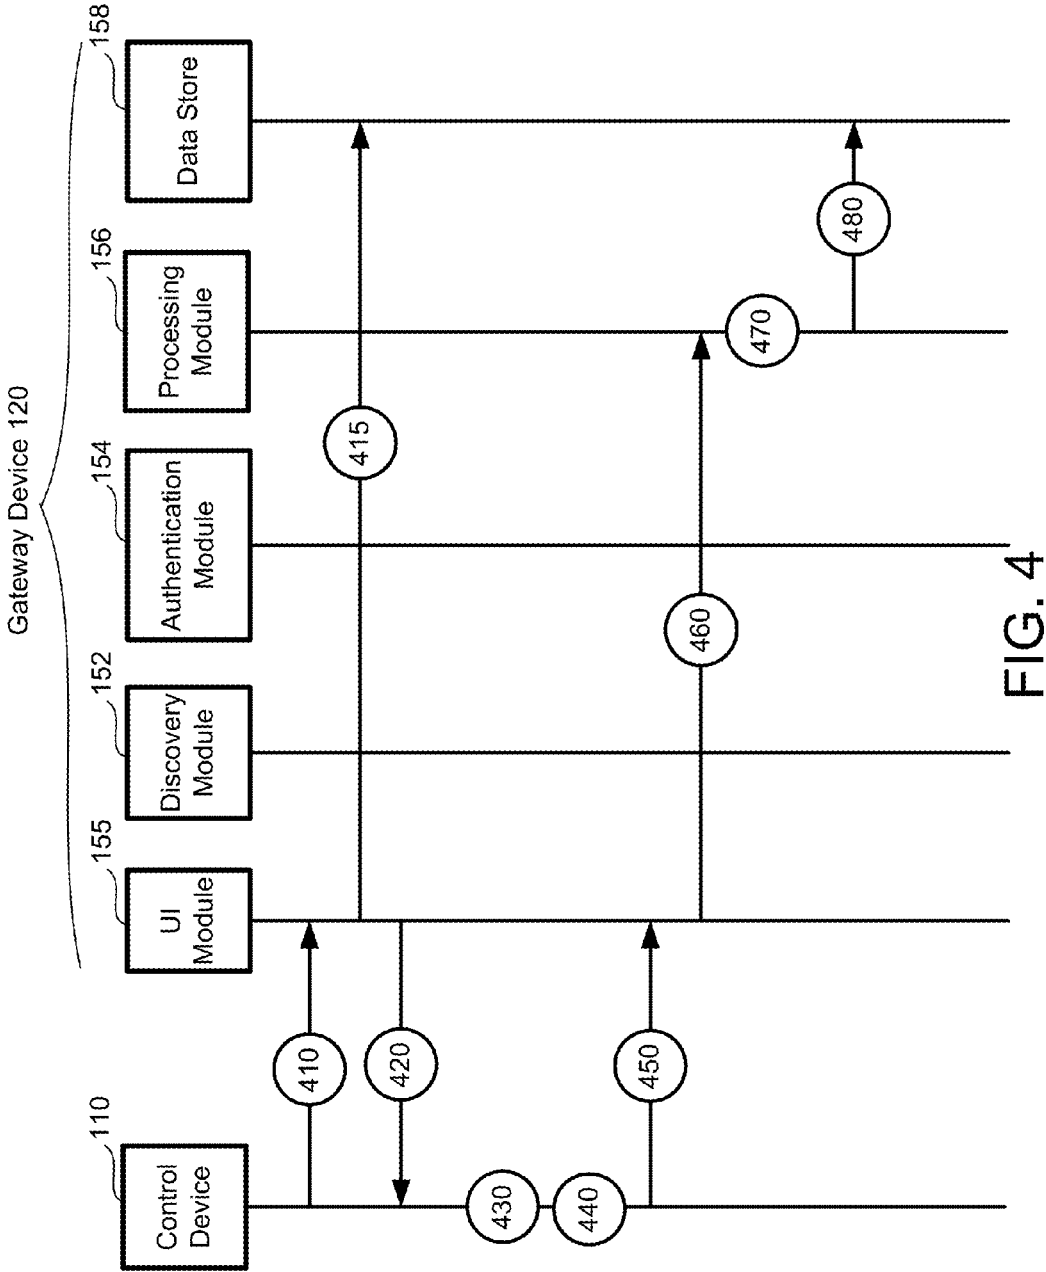 Gateway Device 120
110
155
152
154
156
158
Control
Device
UI
Module
Discovery
Module
Authentication
Module
Processing
Module
Data Store
410
415
420
430
440
450
460
470
480
FIG. 4